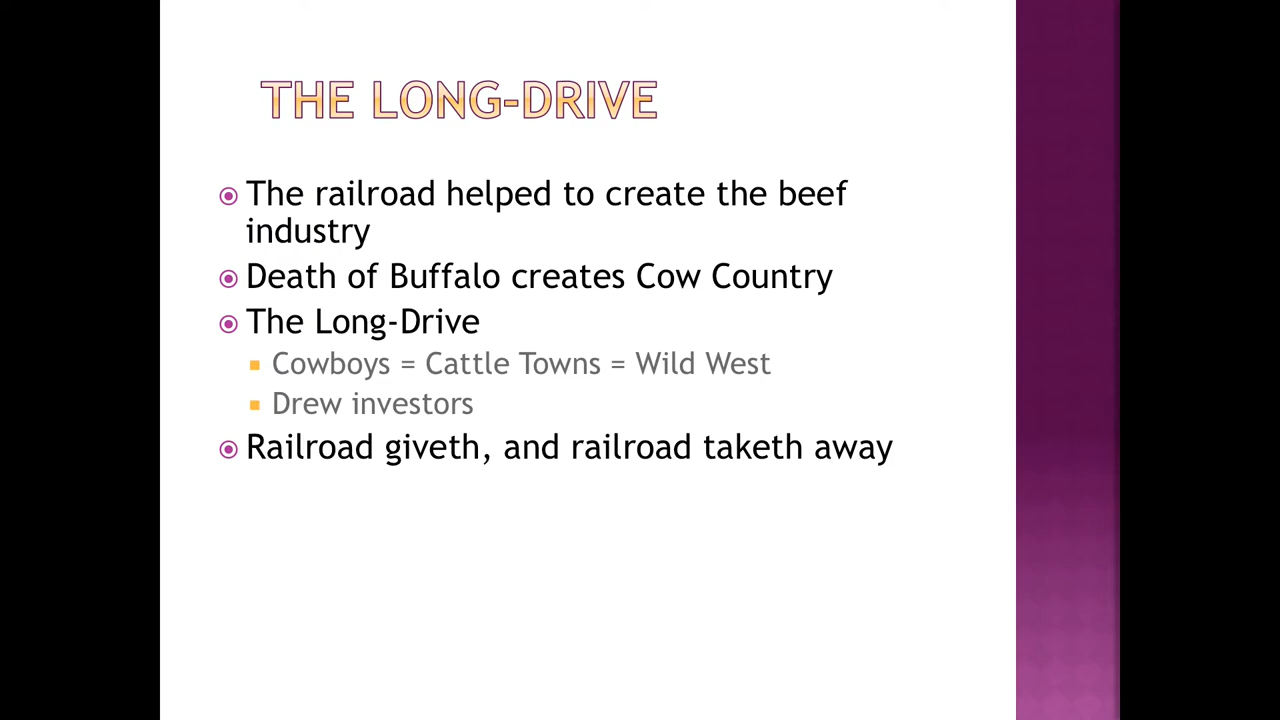 THE LONG-DRIVE
The railroad helped to create the beef
industry
Death of Buffalo creates Cow Country
The Long-Drive
Cowboys = Cattle Towns = Wild West
Drew investors
Railroad giveth, and railroad taketh away